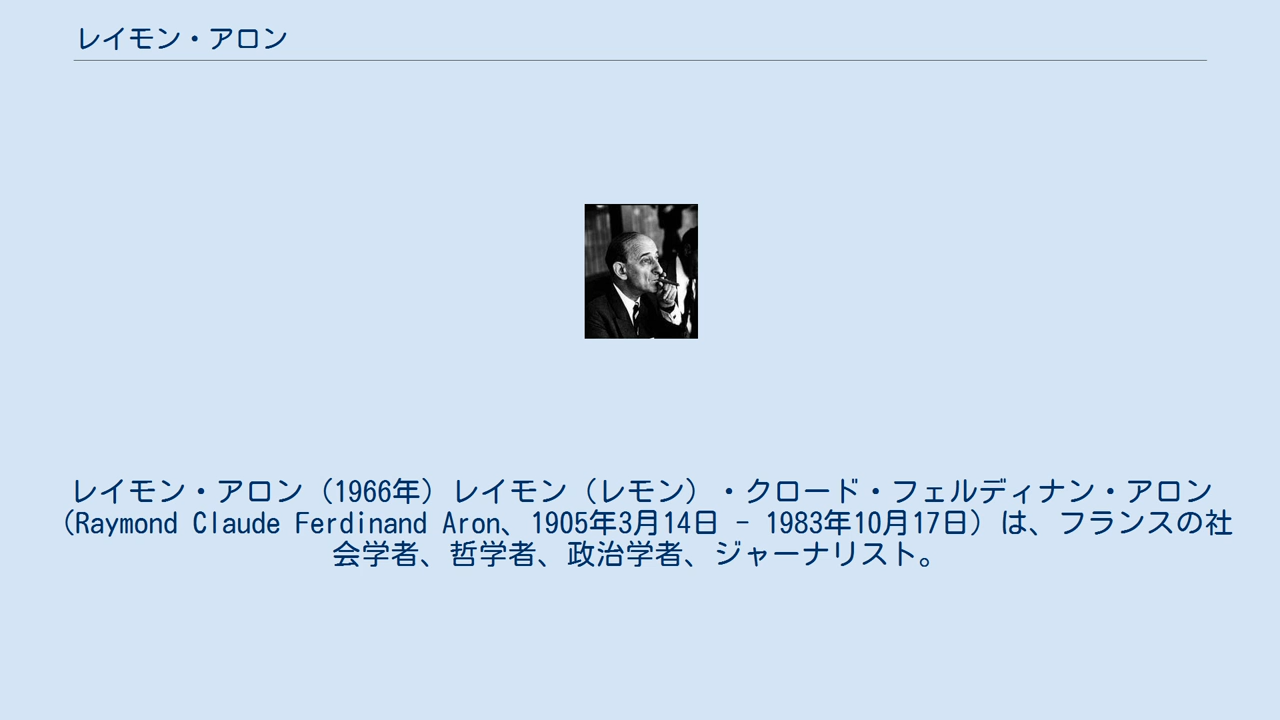 レイモン・アロン
レイモン・アロン（1966年）レイモン（レモン）・クロード・フェルディナン・アロン
（Raymond Claude Ferdinand Aron、1905年3月14日 - 1983年10月17日）は、フランスの社
会学者、哲学者、政治学者、ジャーナリスト。